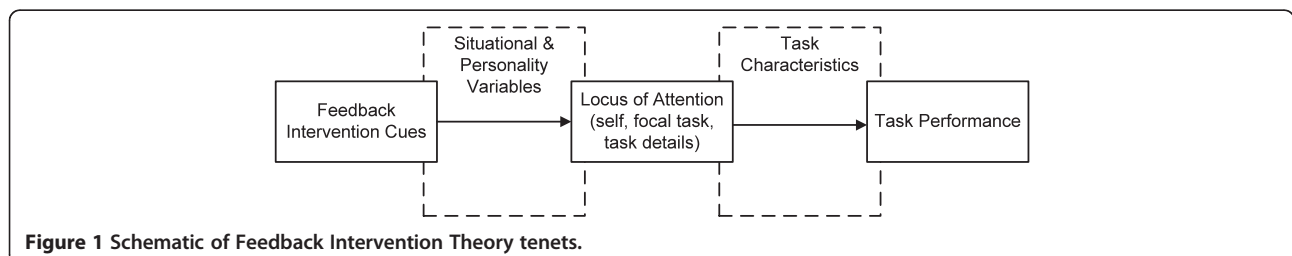 Situational &
Personality
Variables
Task
Characteristics
Feedback
Intervention Cues
Locus of Attention
(self, focal task,
task details)
Task Performance
Figure 1 Schematic of Feedback Intervention Theory tenets.